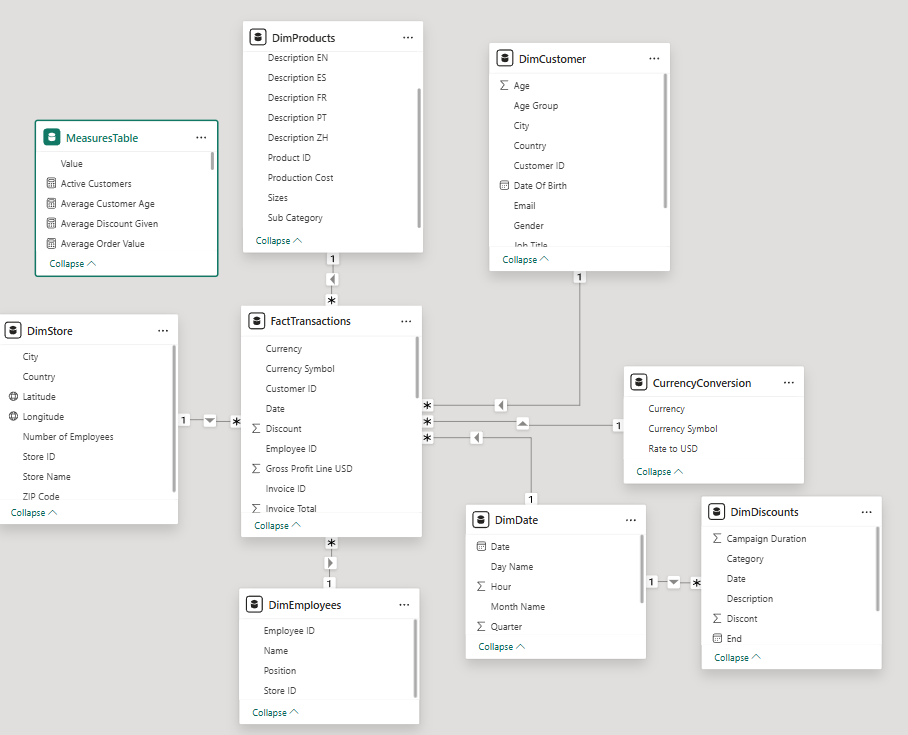 DimProducts
Description EN
Description ES
Description FR
Description PT
Description ZH
Product ID
Production Cost
Sizes
Sub Category
Collapse
DimCustomer
Age
Age Group
City
Country
Customer ID
Date Of Birth
Email
Gender
Job Title
Collapse
MeasuresTable
Value
Active Customers
Average Customer Age
Average Discount Given
Average Order Value
Collapse
1
*
1
DimStore
City
Country
Latitude
Longitude
Number of Employees
Store ID
Store Name
ZIP Code
Collapse
1
*
FactTransactions
Currency
Currency Symbol
Customer ID
Date
Discount
Employee ID
Gross Profit Line USD
Invoice ID
Invoice Total
Collapse
*
*
*
1
CurrencyConversion
Currency
Currency Symbol
Rate to USD
Collapse
1
*
1
DimDate
Date
Day Name
Hour
Month Name
Quarter
Collapse
1
*
DimDiscounts
Campaign Duration
Category
Date
Description
Discont
End
Collapse
DimEmployees
Employee ID
Name
Position
Store ID
Collapse